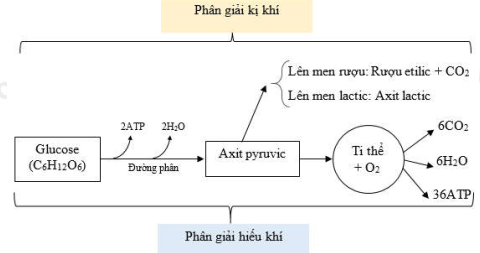 Phân giải kị khí
Lên men rượu: Rượu etilic + CO2
Lên men lactic: Axit lactic
2ATP
2H2O
6CO2
Glucose
(C6H12O6)
Đường phân
Axit pyruvic
Ti thể
+ O2
6H2O
36ATP
Phân giải hiếu khí